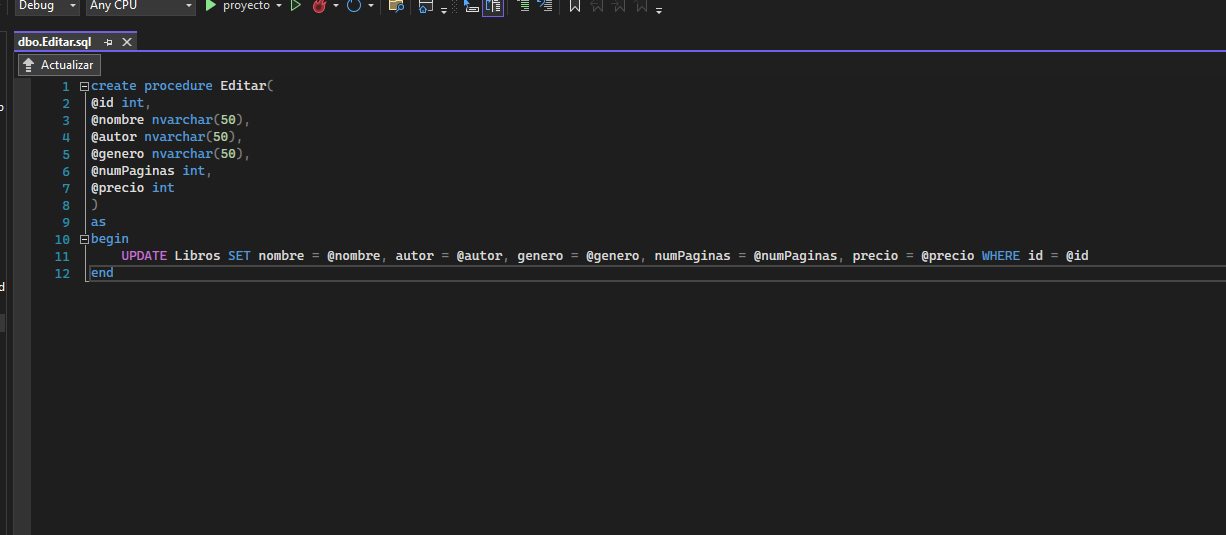 Debug Any CPU proyecto
dbo.Editar.sql
Actualizar
1 create procedure Editar(
2 @id int,
3 @nombre nvarchar(50),
4 @autor nvarchar(50),
5 @genero nvarchar(50),
6 @numPaginas int,
7 @precio int
8 )
9 as
10 begin
11 UPDATE Libros SET nombre = @nombre, autor = @autor, genero = @genero, numPaginas = @numPaginas, precio = @precio WHERE id = @id
12 end